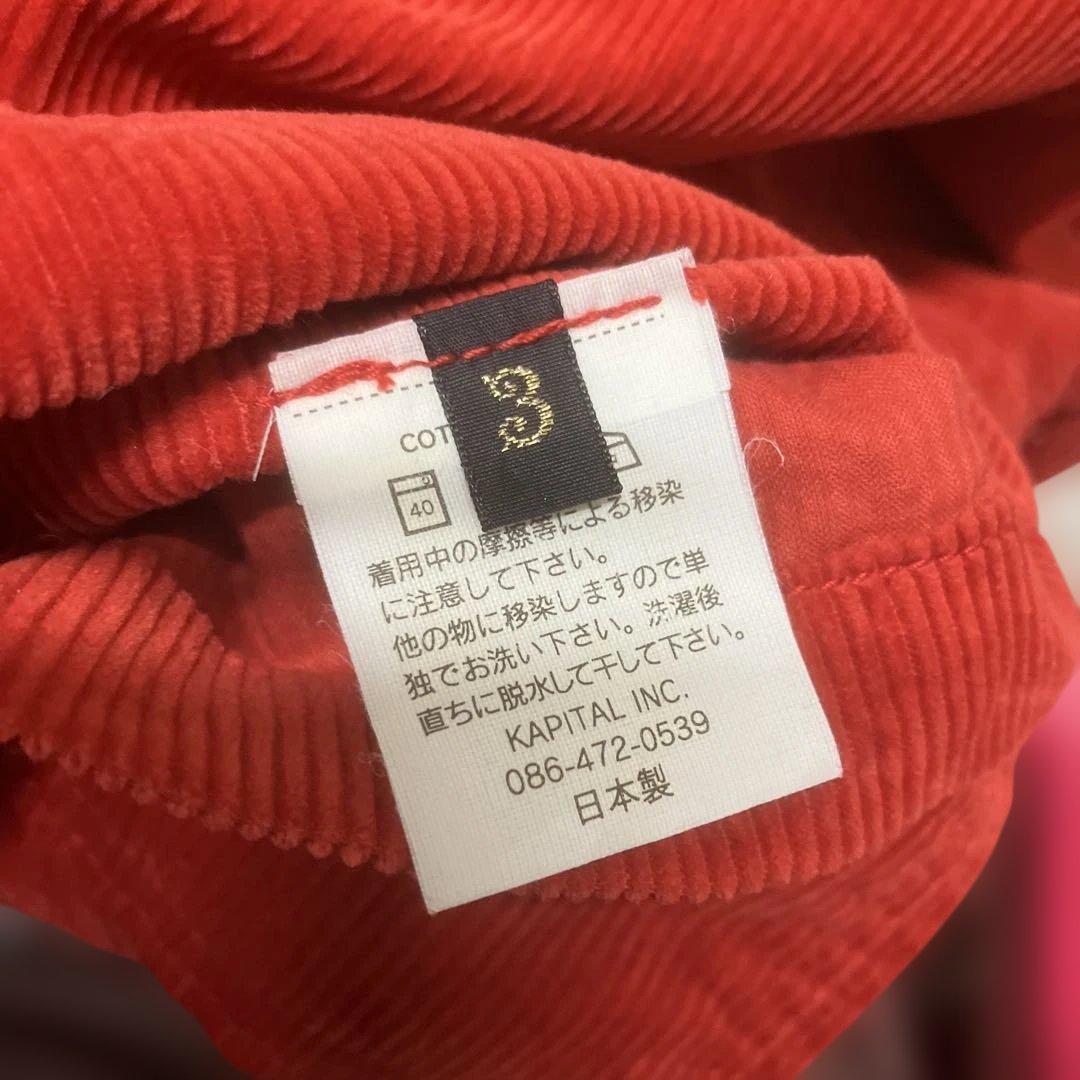 3
COT
40
着用中の摩擦等による移染
に注意して下さい。
他の物に移染しますので単
独でお洗い下さい。洗濯後
直ちに脱水して干して下さい。
KAPITAL INC.
086-472-0539
日本製